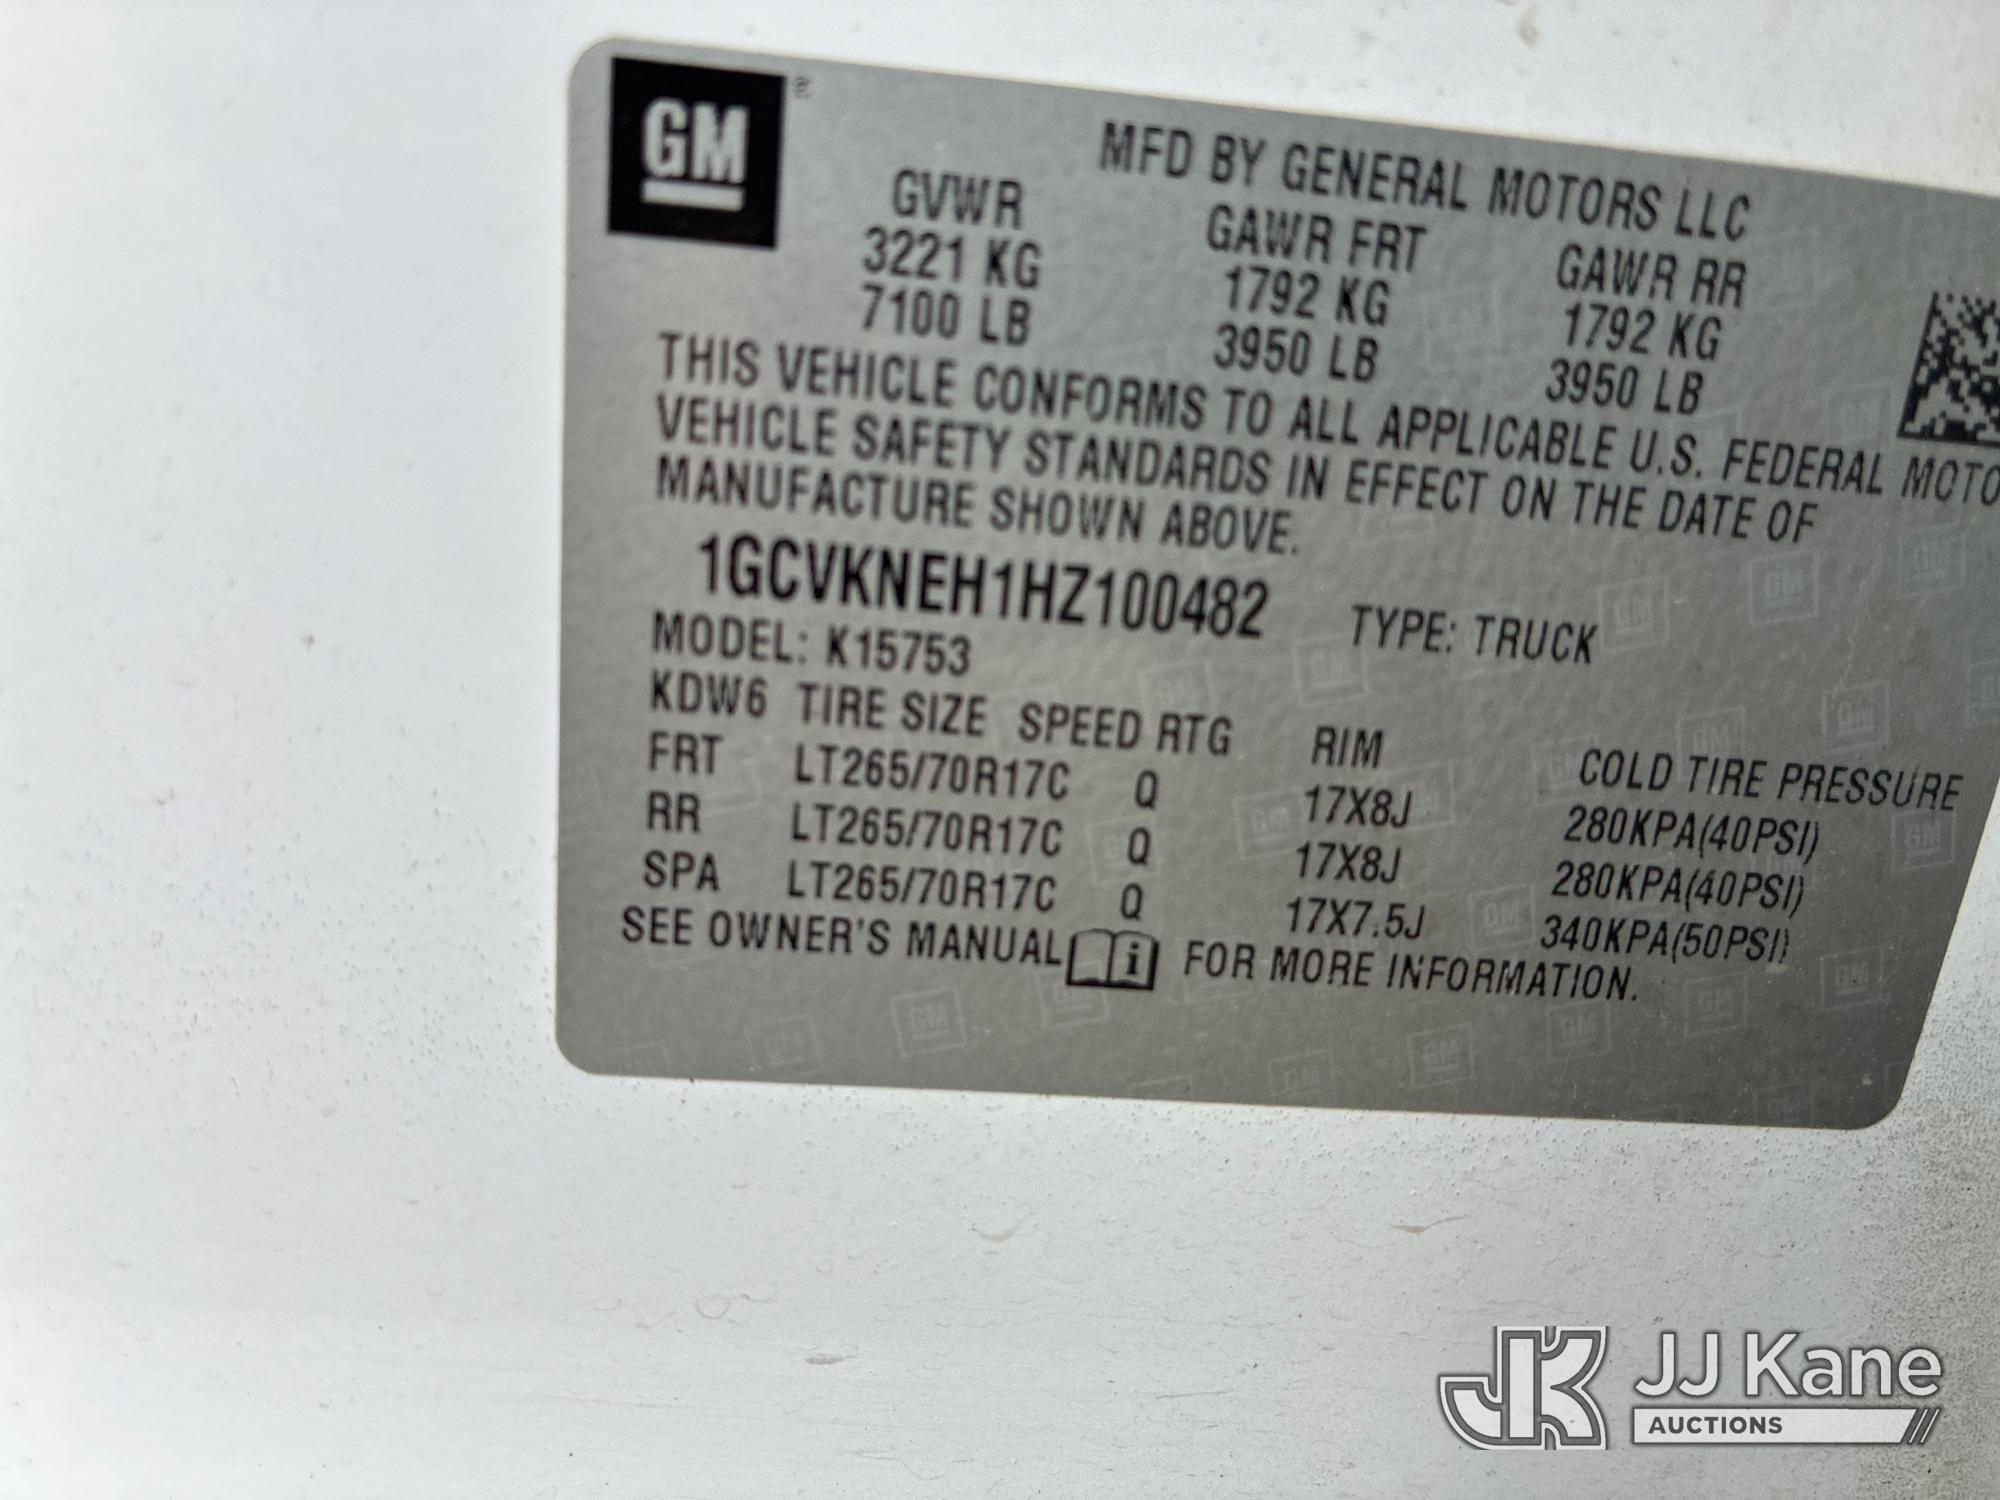 GM
MFD BY GENERAL MOTORS LLC
GVWR GAWR FRT GAWR RR
3221 KG 1792 KG 1792 KG
7100 LB 3950 LB 3950 LB
THIS VEHICLE CONFORMS TO ALL APPLICABLE U.S. FEDERAL MOTO
VEHICLE SAFETY STANDARDS IN EFFECT ON THE DATE OF
MANUFACTURE SHOWN ABOVE.
1GCVKNEH1HZ100482 TYPE: TRUCK
MODEL: K15753
KDW6 TIRE SIZE SPEED RTG RIM COLD TIRE PRESSURE
FRT LT265/70R17C Q 17X8J 280KPA(40PSI)
RR LT265/70R17C Q 17X8J 280KPA(40PSI)
SPA LT265/70R17C Q 17X7.5J 340KPA(50PSI)
SEE OWNER'S MANUAL i FOR MORE INFORMATION.
JK JJ Kane
AUCTIONS